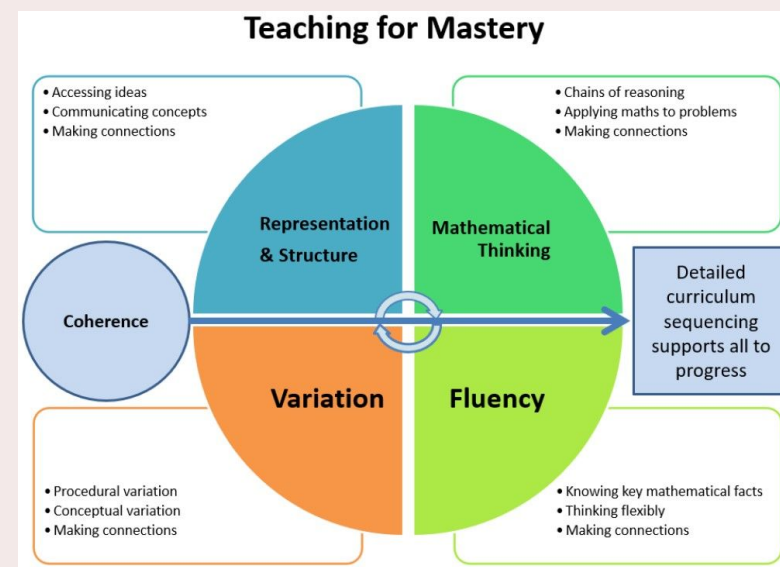 Teaching for Mastery
• Accessing ideas
• Communicating concepts
• Making connections
• Chains of reasoning
• Applying maths to problems
• Making connections
Representation
& Structure
Mathematical
Thinking
Coherence
Detailed
curriculum
sequencing
supports all to
progress
Variation
Fluency
• Procedural variation
• Conceptual variation
• Making connections
• Knowing key mathematical facts
• Thinking flexibly
• Making connections